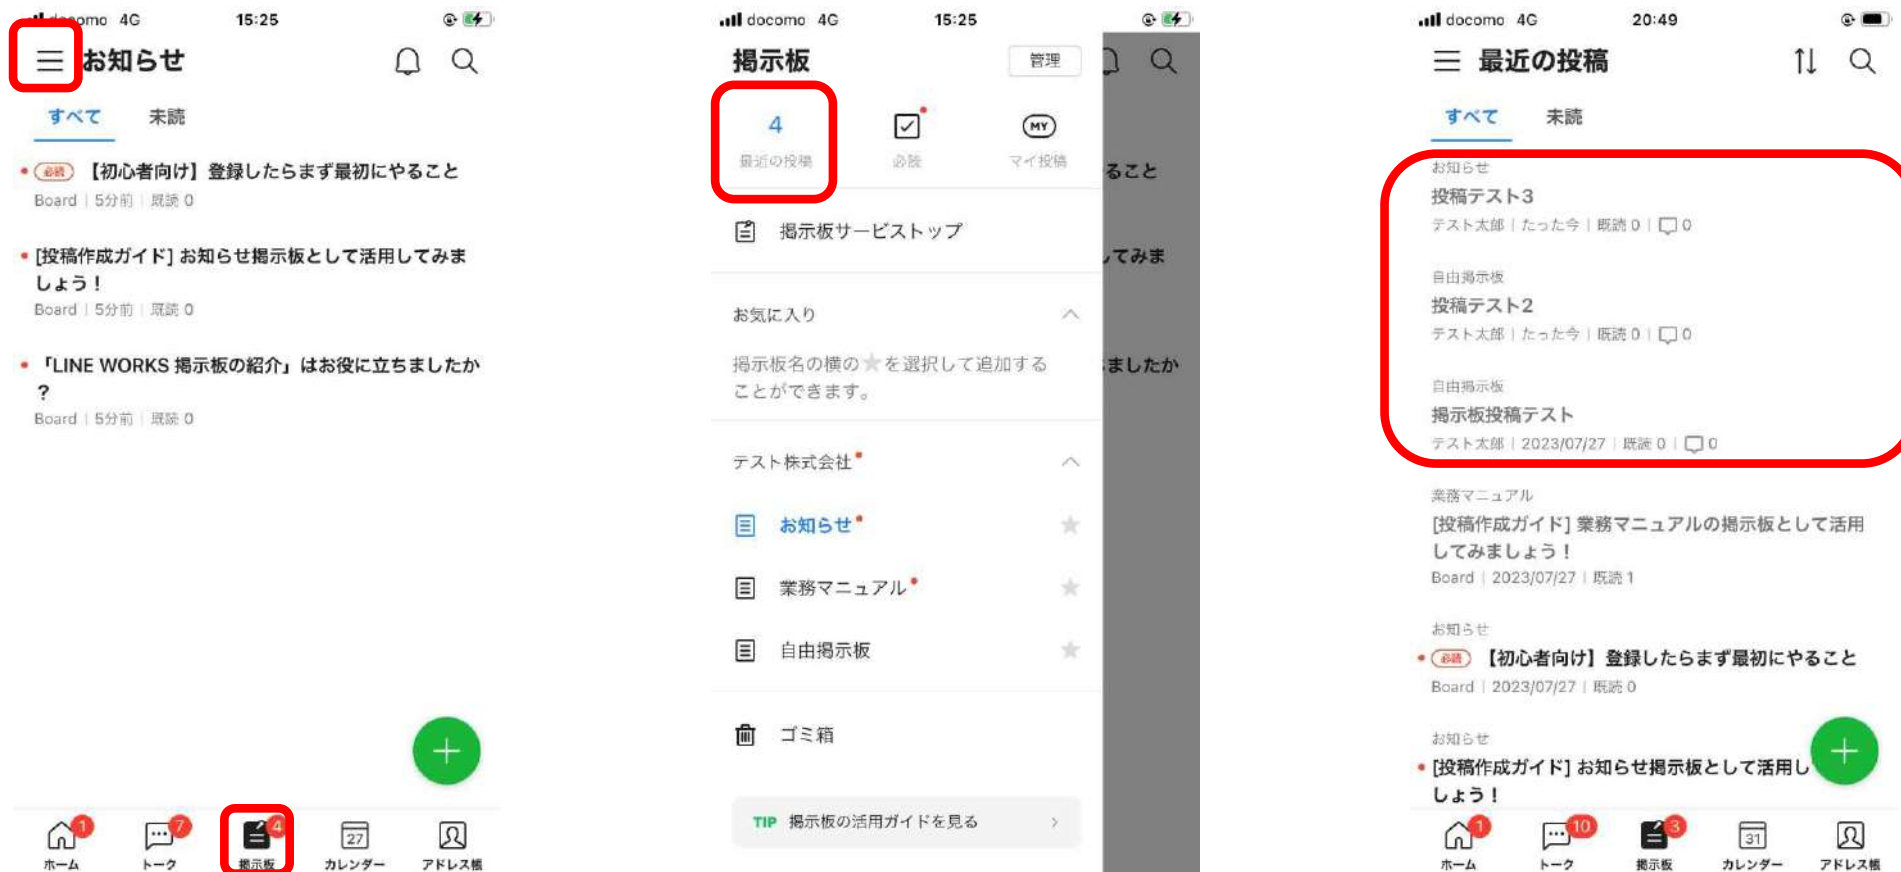 docomo 4G 15:25
お知らせ
すべて 未読
必読 【初心者向け】登録したらまず最初にやること
Board | 5分前 | 既読 0
[投稿作成ガイド] お知らせ掲示板として活用してみま
しょう！
Board | 5分前 | 既読 0
「LINE WORKS 掲示板の紹介」はお役に立ちましたか
?
Board | 5分前 | 既読 0
1 7 4 27
ホーム トーク 掲示板 カレンダー アドレス帳
docomo 4G 15:25
掲示板 管理
4 MY
最近の投稿 必読 マイ投稿
掲示板サービストップ
お気に入り
掲示板名の横の★を選択して追加する
ことができます。
テスト株式会社
お知らせ
業務マニュアル
自由掲示板
ゴミ箱
TIP 掲示板の活用ガイドを見る
ること
してみま
ましたか
docomo 4G 20:49
最近の投稿
すべて 未読
お知らせ
投稿テスト3
テスト太郎 | たった今 | 既読 0 | 0
自由掲示板
投稿テスト2
テスト太郎 | たった今 | 既読 0 | 0
自由掲示板
掲示板投稿テスト
テスト太郎 | 2023/07/27 | 既読 0 | 0
業務マニュアル
[投稿作成ガイド] 業務マニュアルの掲示板として活用
してみましょう！
Board | 2023/07/27 | 既読 1
お知らせ
必読 【初心者向け】登録したらまず最初にやること
Board | 2023/07/27 | 既読 0
お知らせ
[投稿作成ガイド] お知らせ掲示板として活用し
しょう！
1 10 3 31
ホーム トーク 掲示板 カレンダー アドレス帳